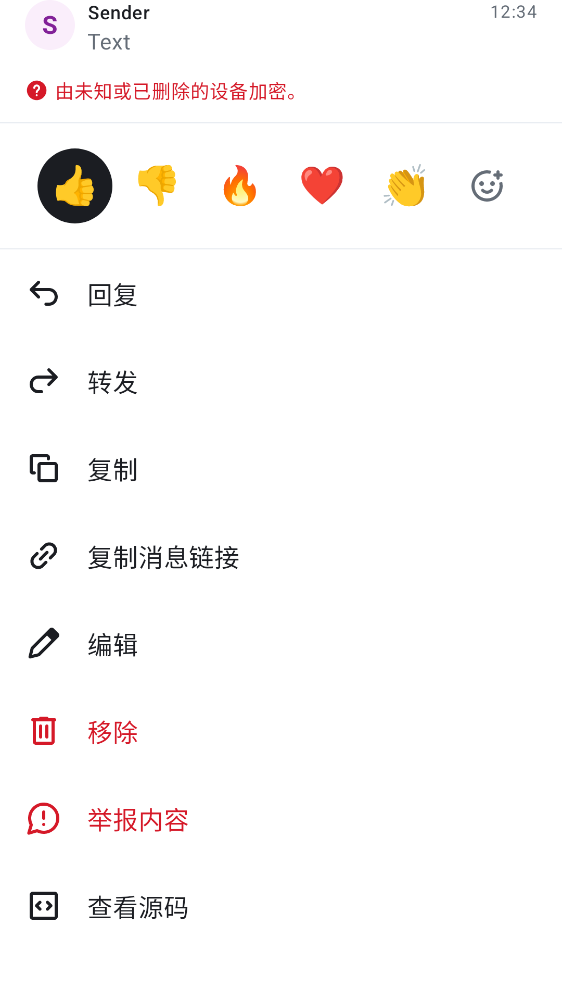 S
Sender
12:34
Text
由未知或已删除的设备加密。
回复
转发
复制
复制消息链接
编辑
移除
举报内容
查看源码